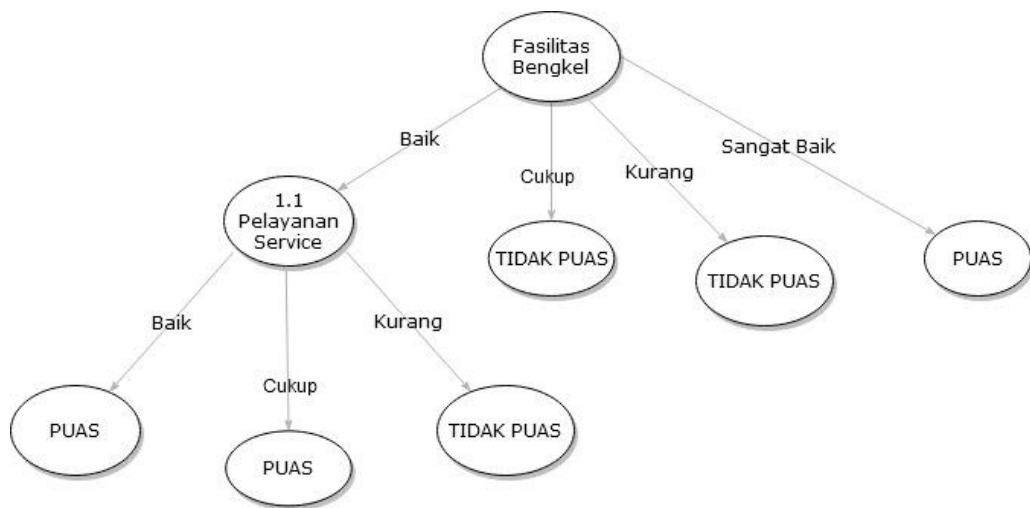 Fasilitas
Bengkel
Baik
Cukup
Kurang
Sangat Baik
1.1
Pelayanan
Service
TIDAK PUAS
TIDAK PUAS
PUAS
Baik
Cukup
Kurang
PUAS
PUAS
TIDAK PUAS